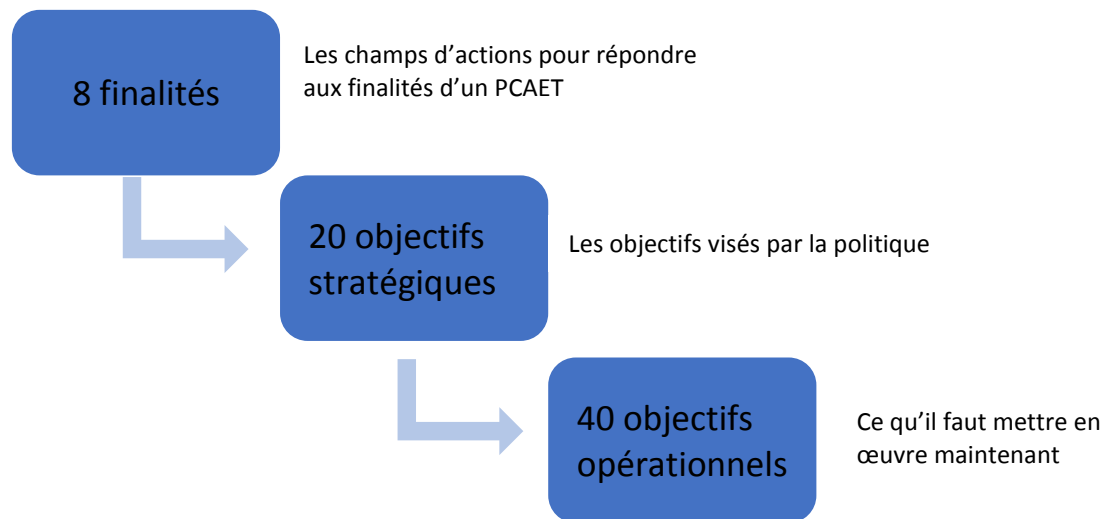 8 finalités
Les champs d’actions pour répondre
aux finalités d’un PCAET
20 objectifs
stratégiques
Les objectifs visés par la politique
40 objectifs
opérationnels
Ce qu’il faut mettre en
œuvre maintenant